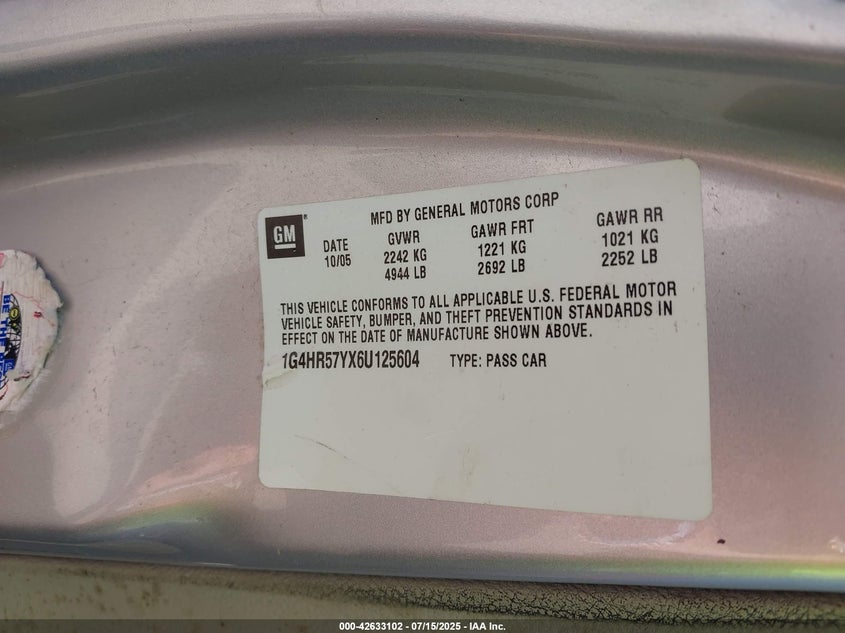 GM
MFD BY GENERAL MOTORS CORP
DATE GVWR GAWR FRT GAWR RR
10/05 2242 KG 1221 KG 1021 KG
4944 LB 2692 LB 2252 LB
THIS VEHICLE CONFORMS TO ALL APPLICABLE U.S. FEDERAL MOTOR
VEHICLE SAFETY, BUMPER, AND THEFT PREVENTION STANDARDS IN
EFFECT ON THE DATE OF MANUFACTURE SHOWN ABOVE.
1G4HR57YX6U125604 TYPE: PASS CAR
BE THE
000-42633102 - 07/15/2025 - IAA Inc.